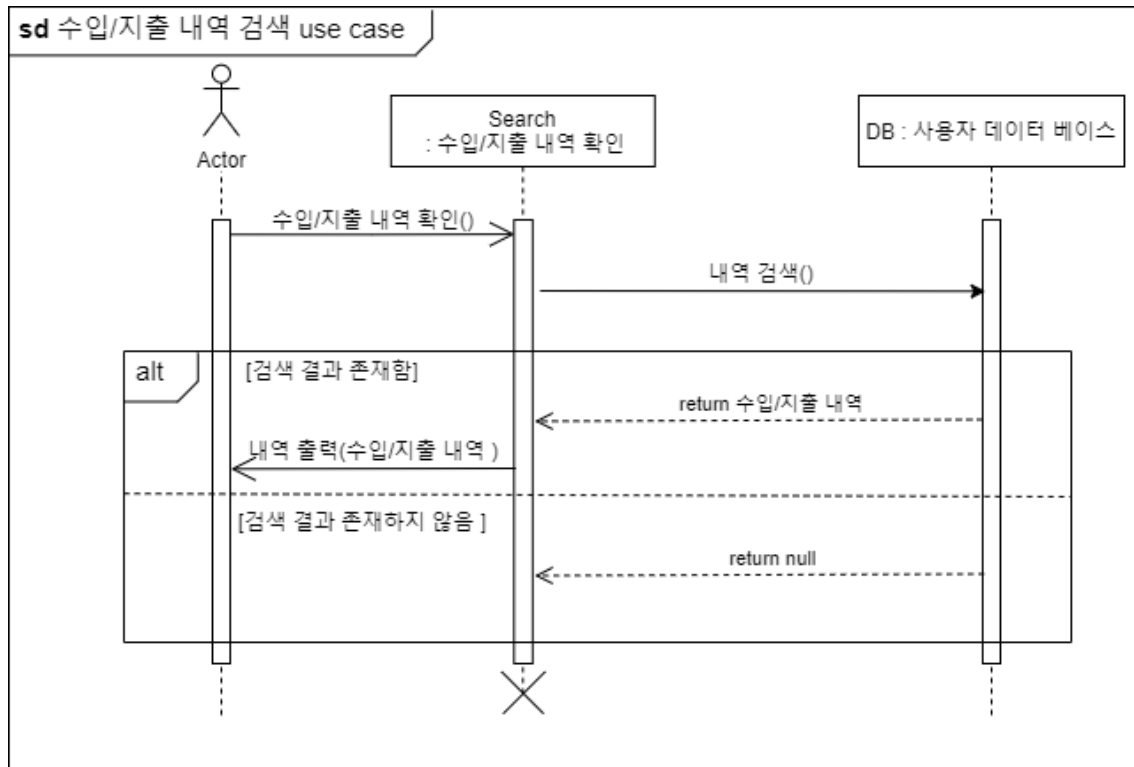 sd 수입/지출 내역 검색 use case
Actor
Search
: 수입/지출 내역 확인
DB : 사용자 데이터 베이스
수입/지출 내역 확인()
내역 검색()
alt
[검색 결과 존재함]
return 수입/지출 내역
내역 출력(수입/지출 내역 )
[검색 결과 존재하지 않음 ]
return null